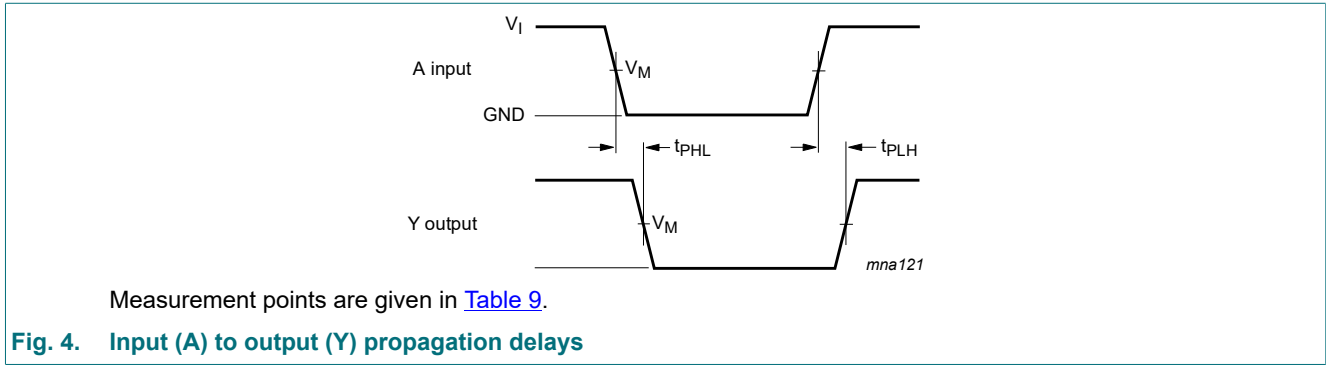 VI
A input
VM
GND
tPHL
tPLH
Y output
VM
mna121
Measurement points are given in Table 9.
Fig. 4. Input (A) to output (Y) propagation delays